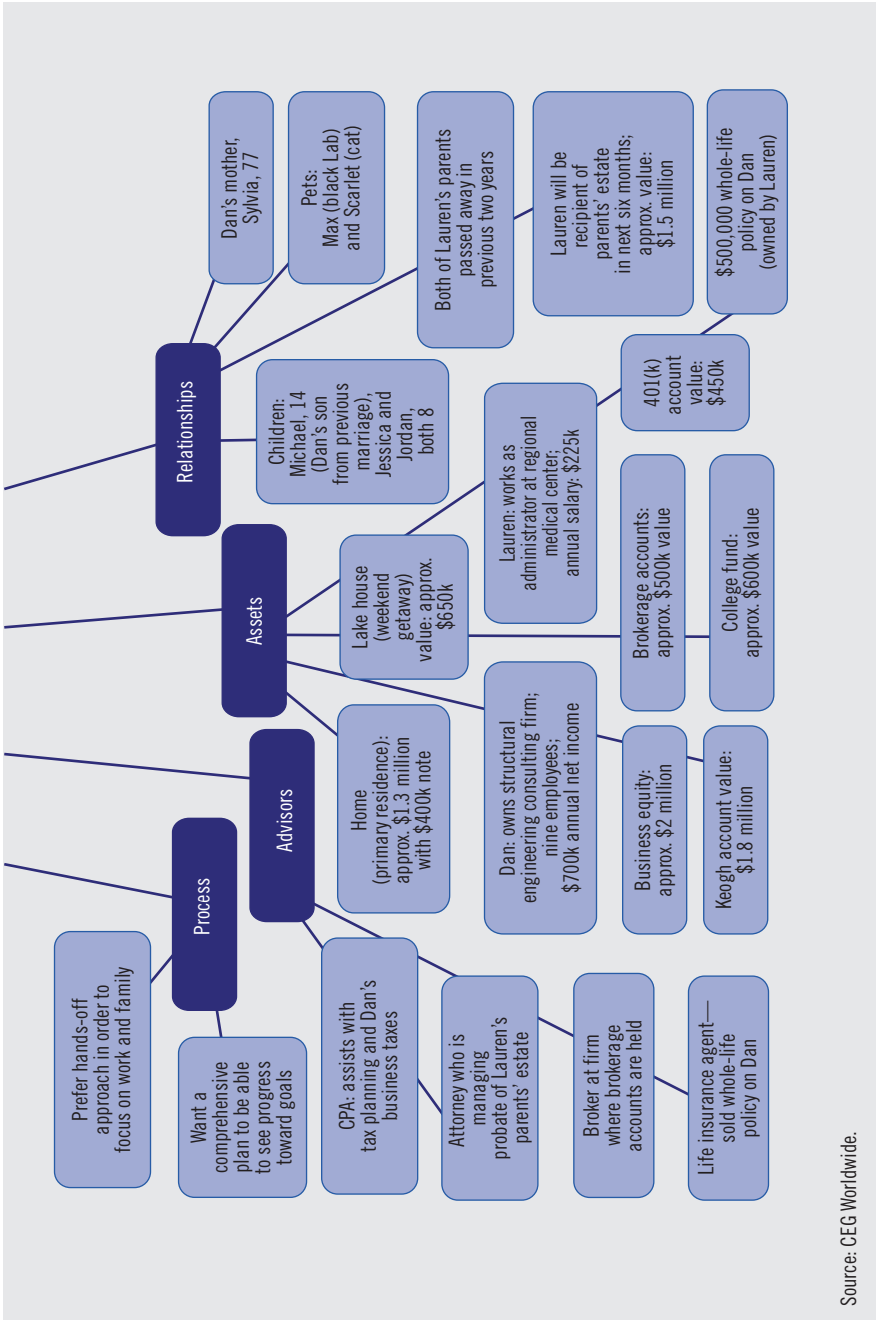 Process
Prefer hands-off
approach in order to
focus on work and family
Want a
comprehensive
plan to be able
to see progress
toward goals
Advisors
CPA: assists with
tax planning and Dan’s
business taxes
Attorney who is
managing
probate of Lauren’s
parents’ estate
Broker at firm
where brokerage
accounts are held
Life insurance agent—
sold whole-life
policy on Dan
Assets
Home
(primary residence):
approx. $1.3 million
with $400k note
Lake house
(weekend
getaway)
value: approx.
$650k
Dan: owns structural
engineering consulting firm;
nine employees;
$700k annual net income
Business equity:
approx. $2 million
Keogh account value:
$1.8 million
Brokerage accounts:
approx. $500k value
College fund:
approx. $600k value
Lauren: works as
administrator at regional
medical center;
annual salary: $225k
401(k)
account
value:
$450k
$500,000 whole-life
policy on Dan
(owned by Lauren)
Relationships
Children:
Michael, 14
(Dan’s son
from previous
marriage),
Jessica and
Jordan,
both 8
Dan’s mother,
Sylvia, 77
Pets:
Max (black Lab)
and Scarlet (cat)
Both of Lauren’s parents
passed away in
previous two years
Lauren will be
recipient of
parents’ estate
in next six months;
approx. value:
$1.5 million
Source: CEG Worldwide.